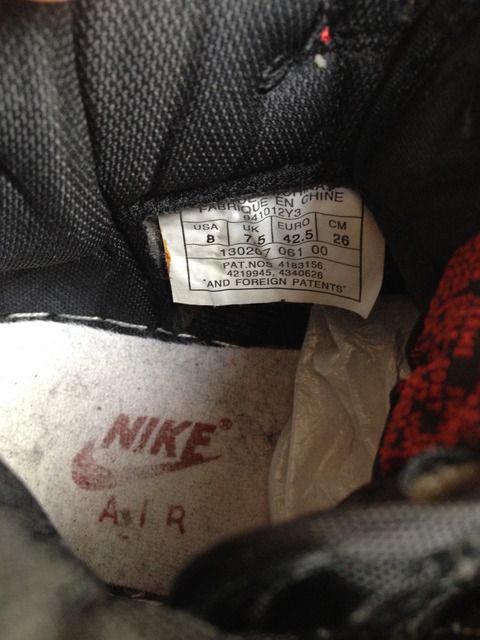 FABRIQUE EN CHINE
941012Y3
USA UK EURO CM
8 7.5 42.5 26
130267 061 00
PAT.NOS 4183156,
4219945, 4340626
"AND FOREIGN PATENTS"
NIKE®
AIR